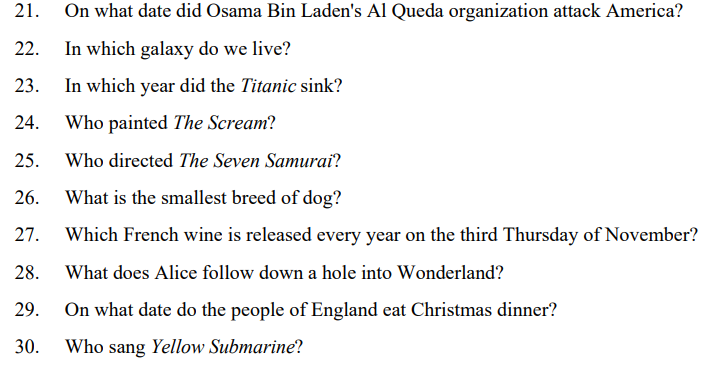 21. On what date did Osama Bin Laden's Al Queda organization attack America?
22. In which galaxy do we live?
23. In which year did the Titanic sink?
24. Who painted The Scream?
25. Who directed The Seven Samurai?
26. What is the smallest breed of dog?
27. Which French wine is released every year on the third Thursday of November?
28. What does Alice follow down a hole into Wonderland?
29. On what date do the people of England eat Christmas dinner?
30. Who sang Yellow Submarine?